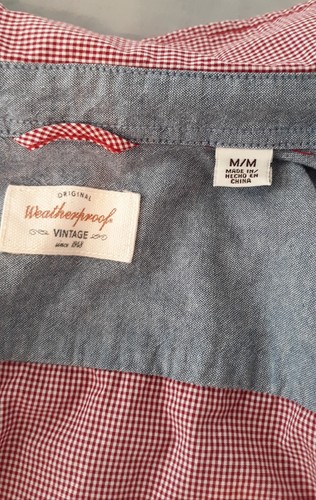 ORIGINAL
Weatherproof
VINTAGE
since 1948
M/M
MADE IN/
HECHO EN
CHINA